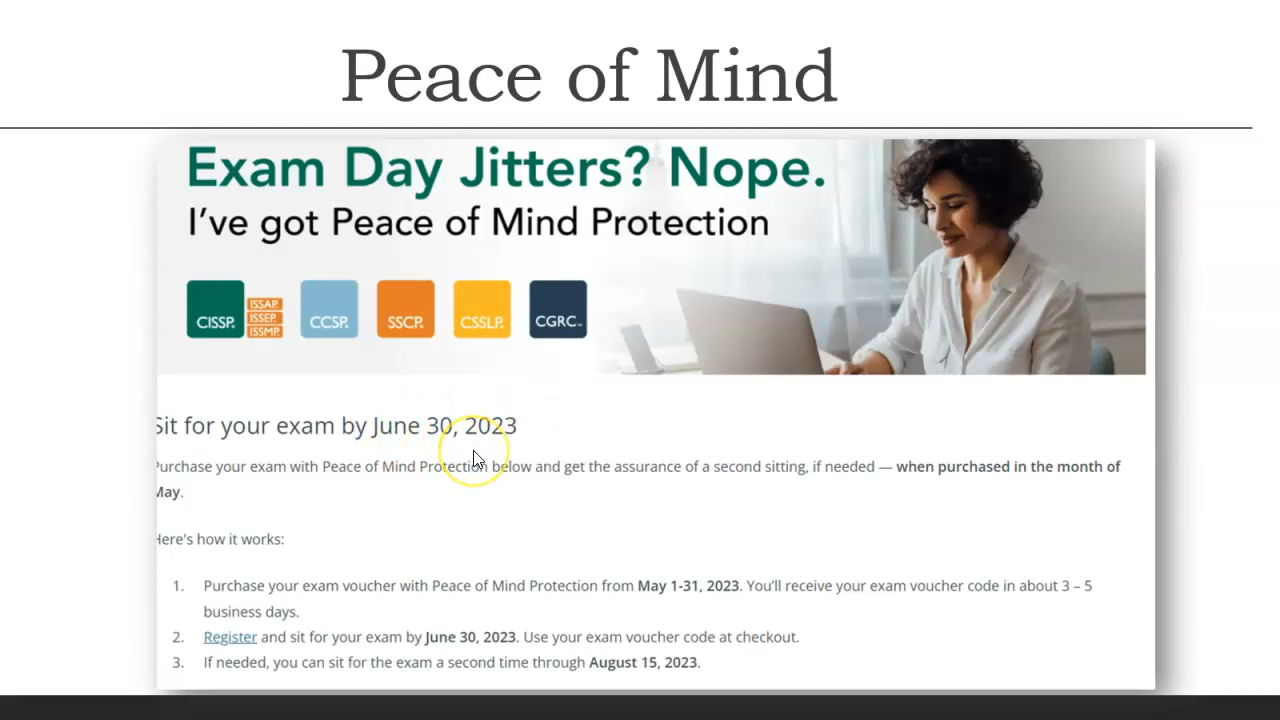 Peace of Mind
Exam Day Jitters? Nope.
I've got Peace of Mind Protection
CISSP. ISSAP. ISSEP. ISSMP. CCSP. SSCP. CSSLP. CGRC™
Sit for your exam by June 30, 2023
Purchase your exam with Peace of Mind Protection below and get the assurance of a second sitting, if needed — when purchased in the month of
May.
Here's how it works:
1. Purchase your exam voucher with Peace of Mind Protection from May 1-31, 2023. You'll receive your exam voucher code in about 3 – 5
business days.
2. Register and sit for your exam by June 30, 2023. Use your exam voucher code at checkout.
3. If needed, you can sit for the exam a second time through August 15, 2023.